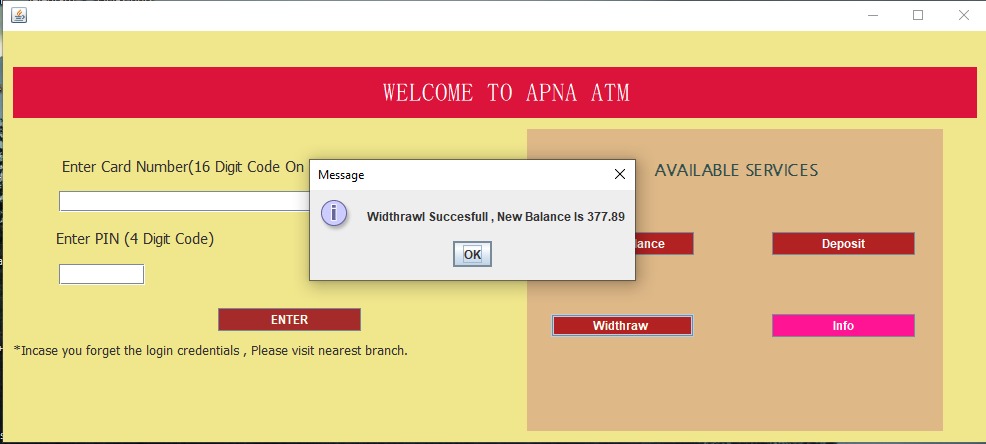 WELCOME TO APNA ATM
Enter Card Number(16 Digit Code On
Message
AVAILABLE SERVICES
Widthrawl Succesfull , New Balance Is 377.89
Enter PIN (4 Digit Code)
Deposit
OK
ENTER
Widthraw
Info
*Incase you forget the login credentials , Please visit nearest branch.